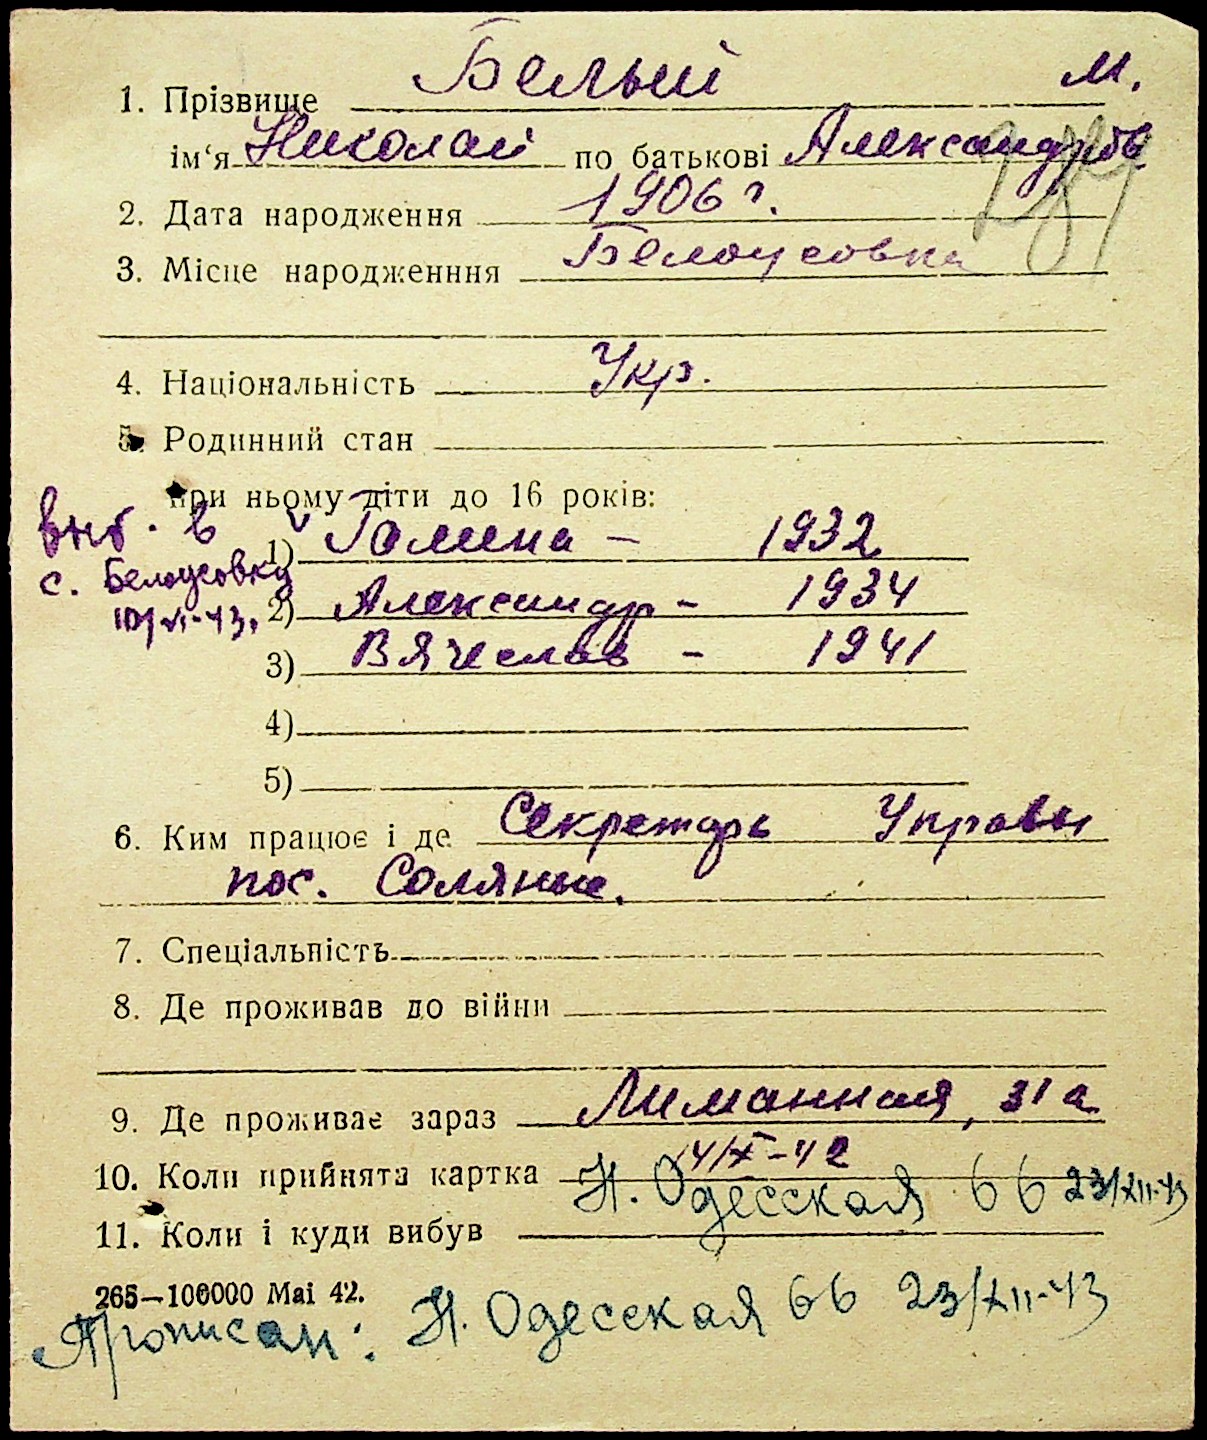 1. Прізвище Белый М.
ім‘я Николай по батькові Александров
2. Дата народження 1906 г.
3. Місце народженння Белоусовка
4. Національність Укр.
5. Родинний стан
при ньому діти до 16 років:
выб. в
с. Белоусовку
10/VI-43.
1) Галина - 1932
2) Александр - 1934
3) Вячеслав - 1941
4)
5)
6. Ким працює і де Секретарь Управы
пос. Соляные.
7. Спеціальність
8. Де проживав до війни
9. Де проживає зараз Лиманная, 31 а
10. Коли прийнята картка 14/X-42
Н. Одесская 66 23/XII-43
11. Коли і куди вибув
265—100000 Mai 42.
Прописан: Н. Одесская 66 23/XII-43